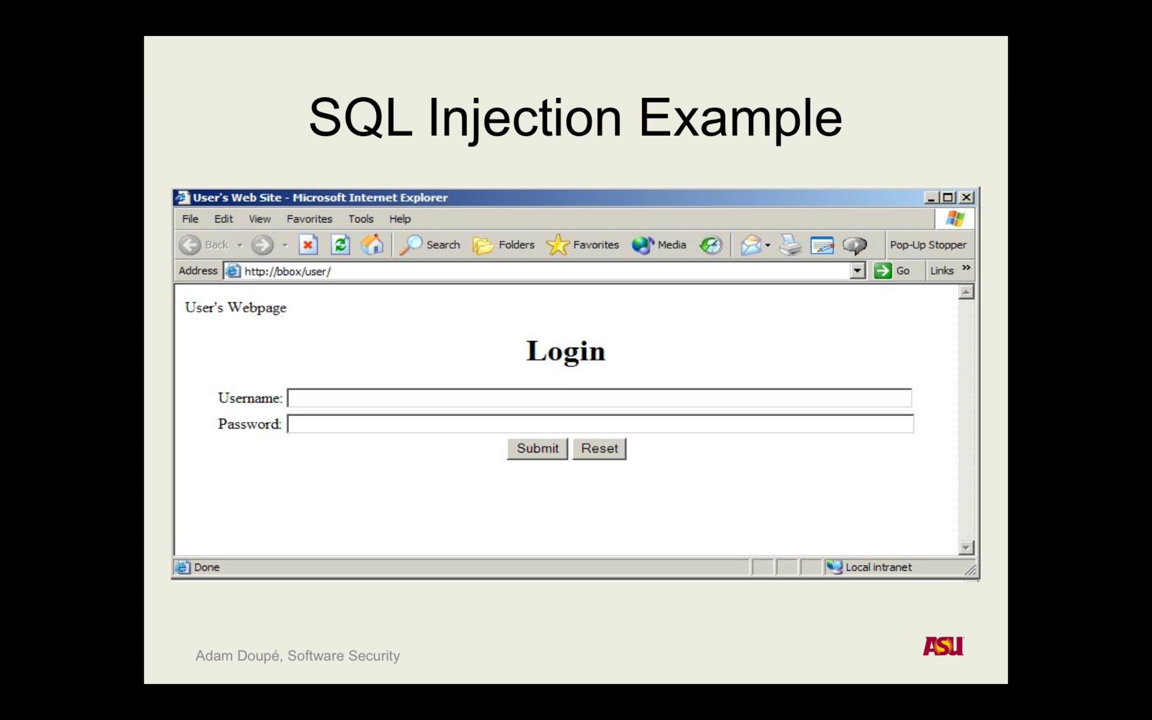 SQL Injection Example
User's Web Site - Microsoft Internet Explorer
File Edit View Favorites Tools Help
Back Search Folders Favorites Media Pop-Up Stopper
Address http://bbox/user/ Go Links »
User's Webpage
Login
Username:
Password:
Submit Reset
Done Local intranet
Adam Doupé, Software Security
ASU